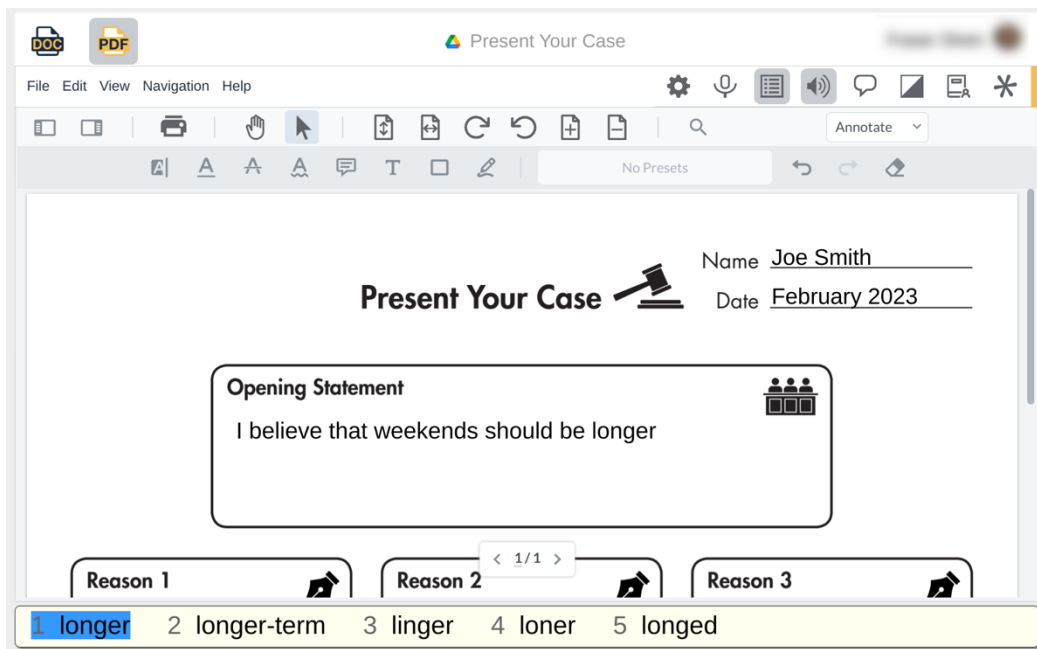 DOC PDF Present Your Case
File Edit View Navigation Help
Annotate
A A A A T No Presets
Name Joe Smith
Present Your Case
Date February 2023
Opening Statement
I believe that weekends should be longer
< 1/1 >
Reason 1 Reason 2 Reason 3
1 longer 2 longer-term 3 linger 4 loner 5 longed